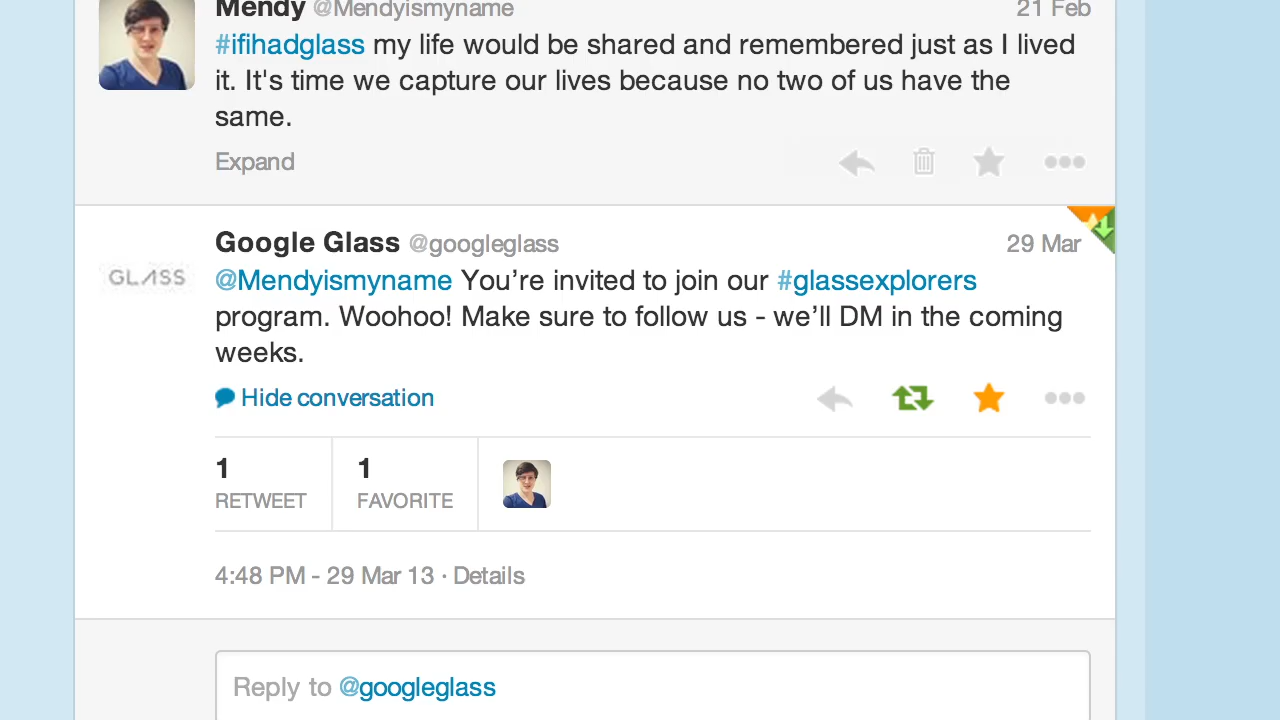 Mendy @Mendyismyname 21 Feb
#ifihadglass my life would be shared and remembered just as I lived
it. It's time we capture our lives because no two of us have the
same.
Expand
Google Glass @googleglass 29 Mar
GLASS
@Mendyismyname You’re invited to join our #glassexplorers
program. Woohoo! Make sure to follow us - we’ll DM in the coming
weeks.
Hide conversation
1 1
RETWEET FAVORITE
4:48 PM - 29 Mar 13 · Details
Reply to @googleglass